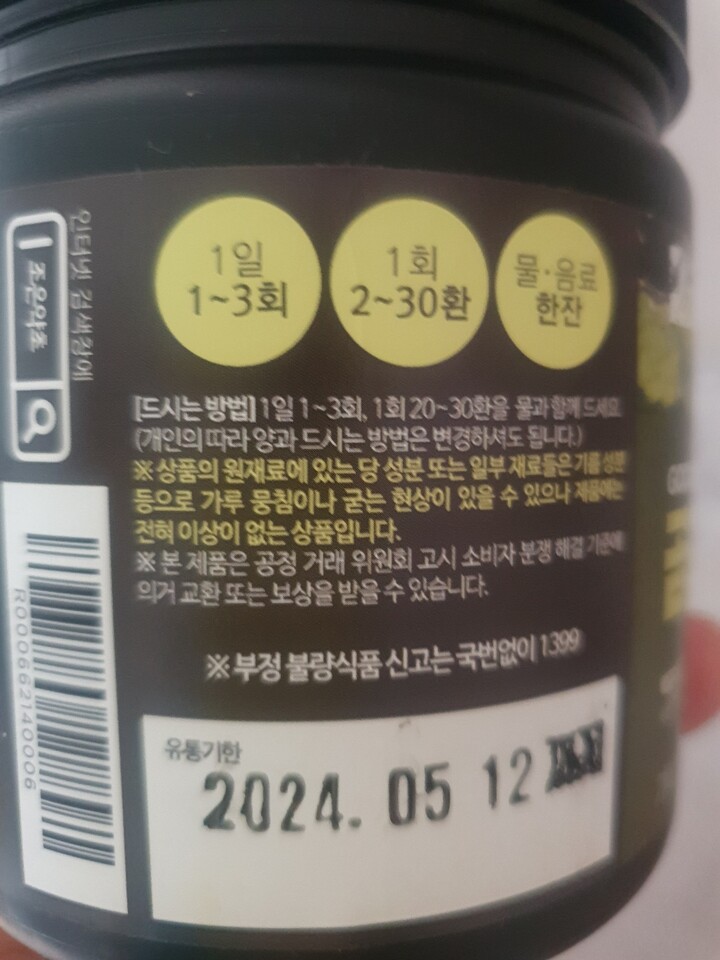 인터넷 검색창에
좋은약초
1일
1~3회
1회
2~30환
물·음료
한잔
[드시는 방법] 1일 1~3회, 1회 20~30환을 물과 함께 드세요.
(개인의 따라 양과 드시는 방법은 변경하셔도 됩니다.)
※ 상품의 원재료에 있는 당 성분 또는 일부 재료들은 기름 성분
등으로 가루 뭉침이나 굳는 현상이 있을 수 있으나 제품에는
전혀 이상이 없는 상품입니다.
※ 본 제품은 공정 거래 위원회 고시 소비자 분쟁 해결 기준에
의거 교환 또는 보상을 받을 수 있습니다.
※ 부정 불량식품 신고는 국번없이 1399
R000662140006
유통기한
2024. 05 12